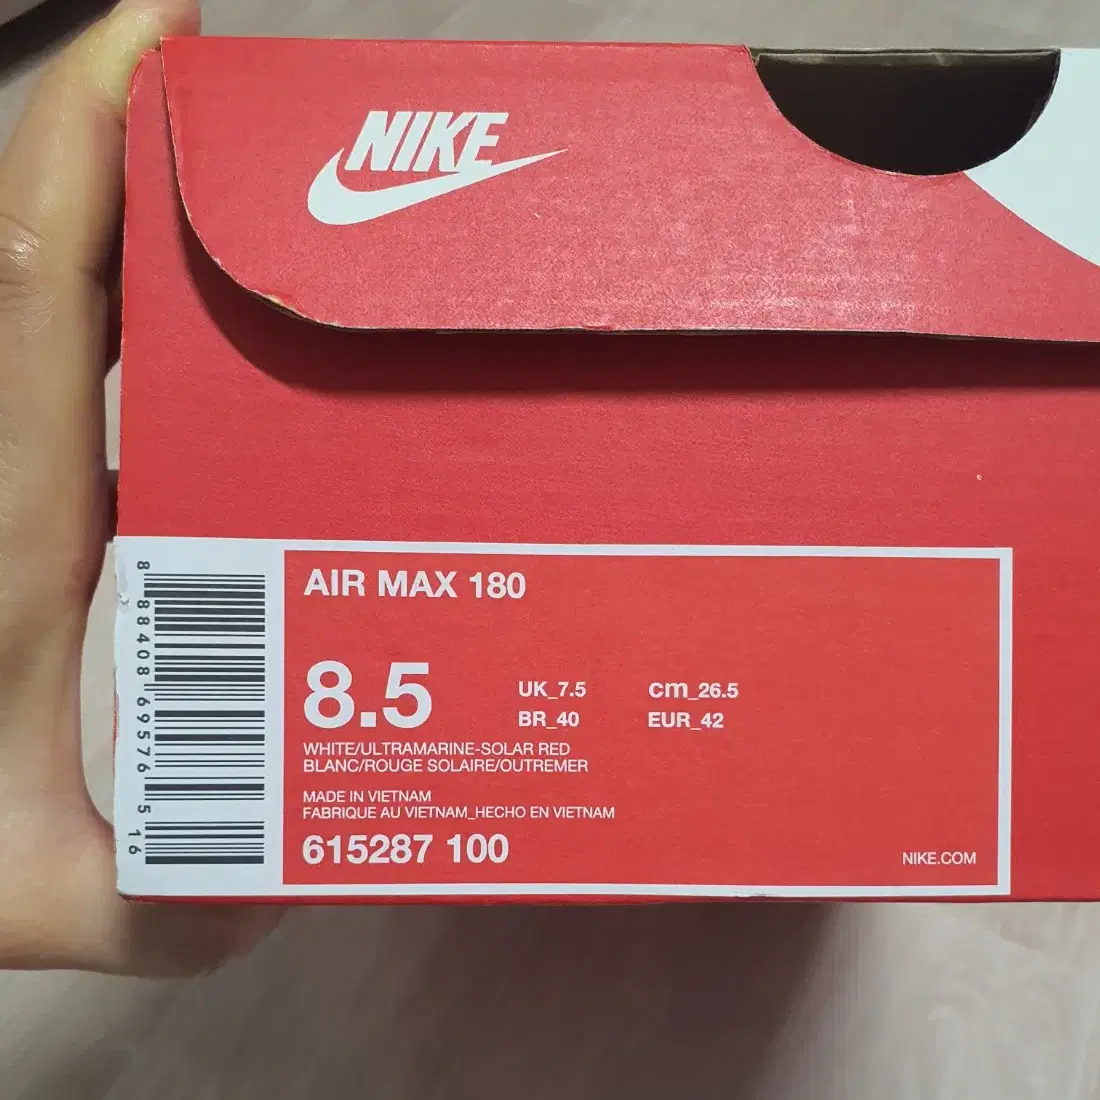 NIKE
AIR MAX 180
8.5
UK_7.5 cm_26.5
BR_40 EUR_42
WHITE/ULTRAMARINE-SOLAR RED
BLANC/ROUGE SOLAIRE/OUTREMER
MADE IN VIETNAM
FABRIQUE AU VIETNAM_HECHO EN VIETNAM
615287 100
NIKE.COM
8 88408 69576 5 16